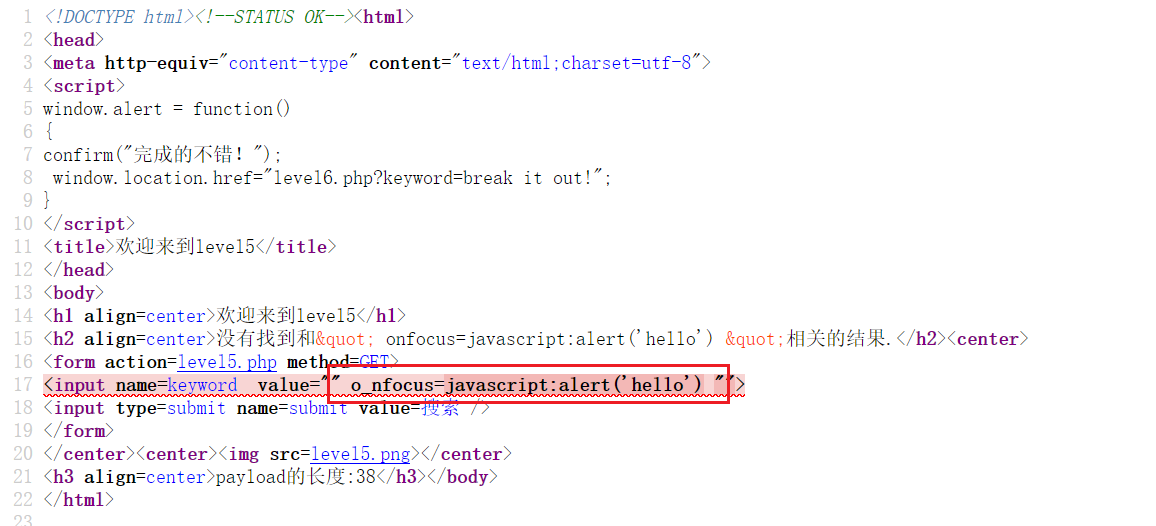 1 <!DOCTYPE html><!--STATUS OK--><html>
2 <head>
3 <meta http-equiv="content-type" content="text/html;charset=utf-8">
4 <script>
5 window.alert = function()
6 {
7 confirm("完成的不错！");
8  window.location.href="level6.php?keyword=break it out!";
9 }
10 </script>
11 <title>欢迎来到level5</title>
12 </head>
13 <body>
14 <h1 align=center>欢迎来到level5</h1>
15 <h2 align=center>没有找到和&quot; onfocus=javascript:alert('hello') &quot;相关的结果.</h2><center>
16 <form action=level5.php method=GET>
17 <input name=keyword  value="" o_nfocus=javascript:alert('hello') "">
18 <input type=submit name=submit value=搜索 />
19 </form>
20 </center><center><img src=level5.png></center>
21 <h3 align=center>payload的长度:38</h3></body>
22 </html>
23